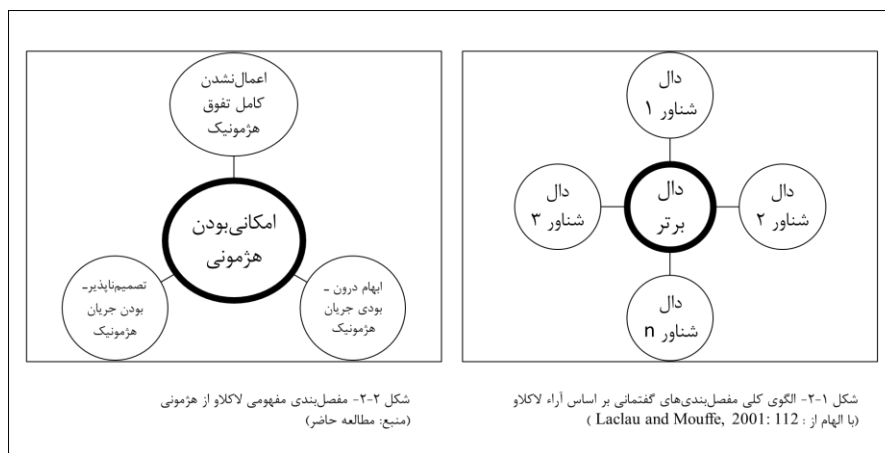 دال
شناور ۱
دال
برتر
دال
شناور ۲
دال
شناور ۳
دال
شناور n
شکل ۱-۲- الگوی کلی مفصل‌بندی‌های گفتمانی بر اساس آراء لاکلاو
(با الهام از : Laclau and Mouffe, 2001: 112 )
اعمال‌نشدن
کامل تفوق
هژمونیک
امکانی‌بودن
هژمونی
ابهام درون –
بودی جریان
هژمونیک
تصمیم‌ناپذیر–
بودن جریان
هژمونیک
شکل ۲-۲- مفصل‌بندی مفهومی لاکلاو از هژمونی
(منبع: مطالعه حاضر)